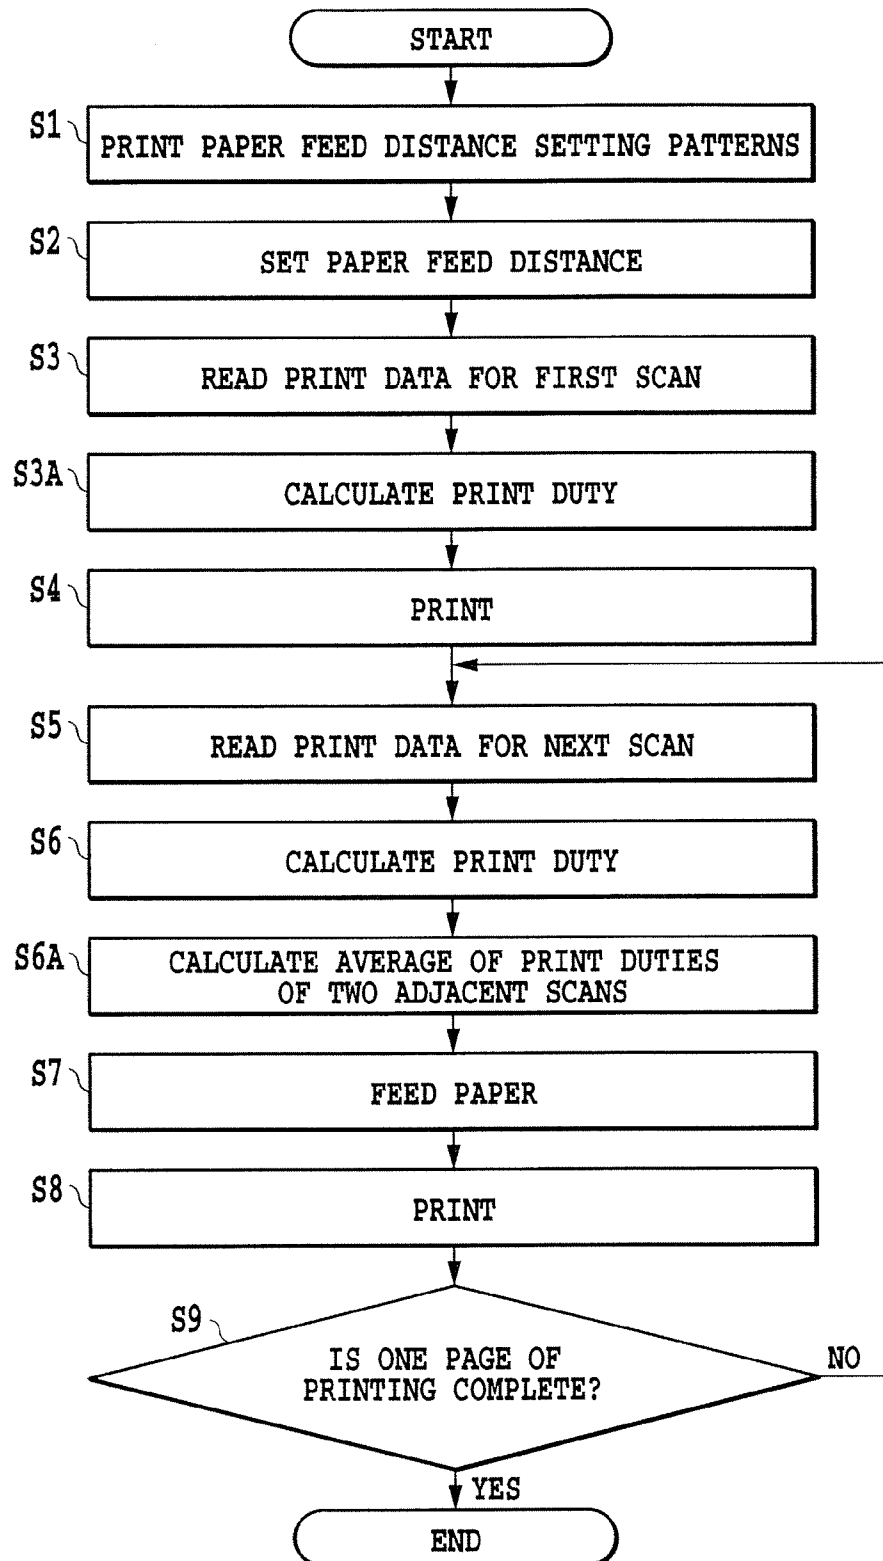 START
S1
PRINT PAPER FEED DISTANCE SETTING PATTERNS
S2
SET PAPER FEED DISTANCE
S3
READ PRINT DATA FOR FIRST SCAN
S3A
CALCULATE PRINT DUTY
S4
PRINT
S5
READ PRINT DATA FOR NEXT SCAN
S6
CALCULATE PRINT DUTY
S6A
CALCULATE AVERAGE OF PRINT DUTIES
OF TWO ADJACENT SCANS
S7
FEED PAPER
S8
PRINT
S9
IS ONE PAGE OF
PRINTING COMPLETE?
NO
YES
END